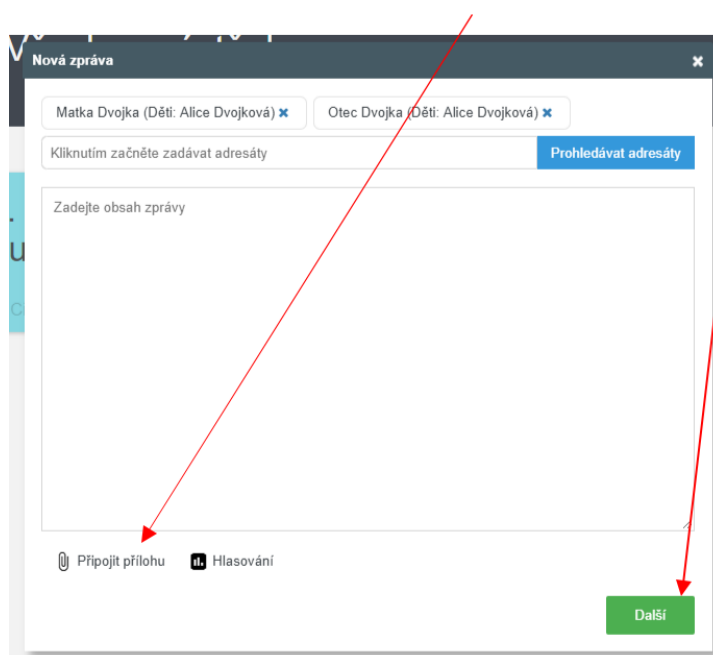 Nová zpráva
Matka Dvojka (Děti: Alice Dvojková) Otec Dvojka (Děti: Alice Dvojková)
Kliknutím začněte zadávat adresáty Prohledávat adresáty
Zadejte obsah zprávy
Připojit přílohu Hlasování
Další